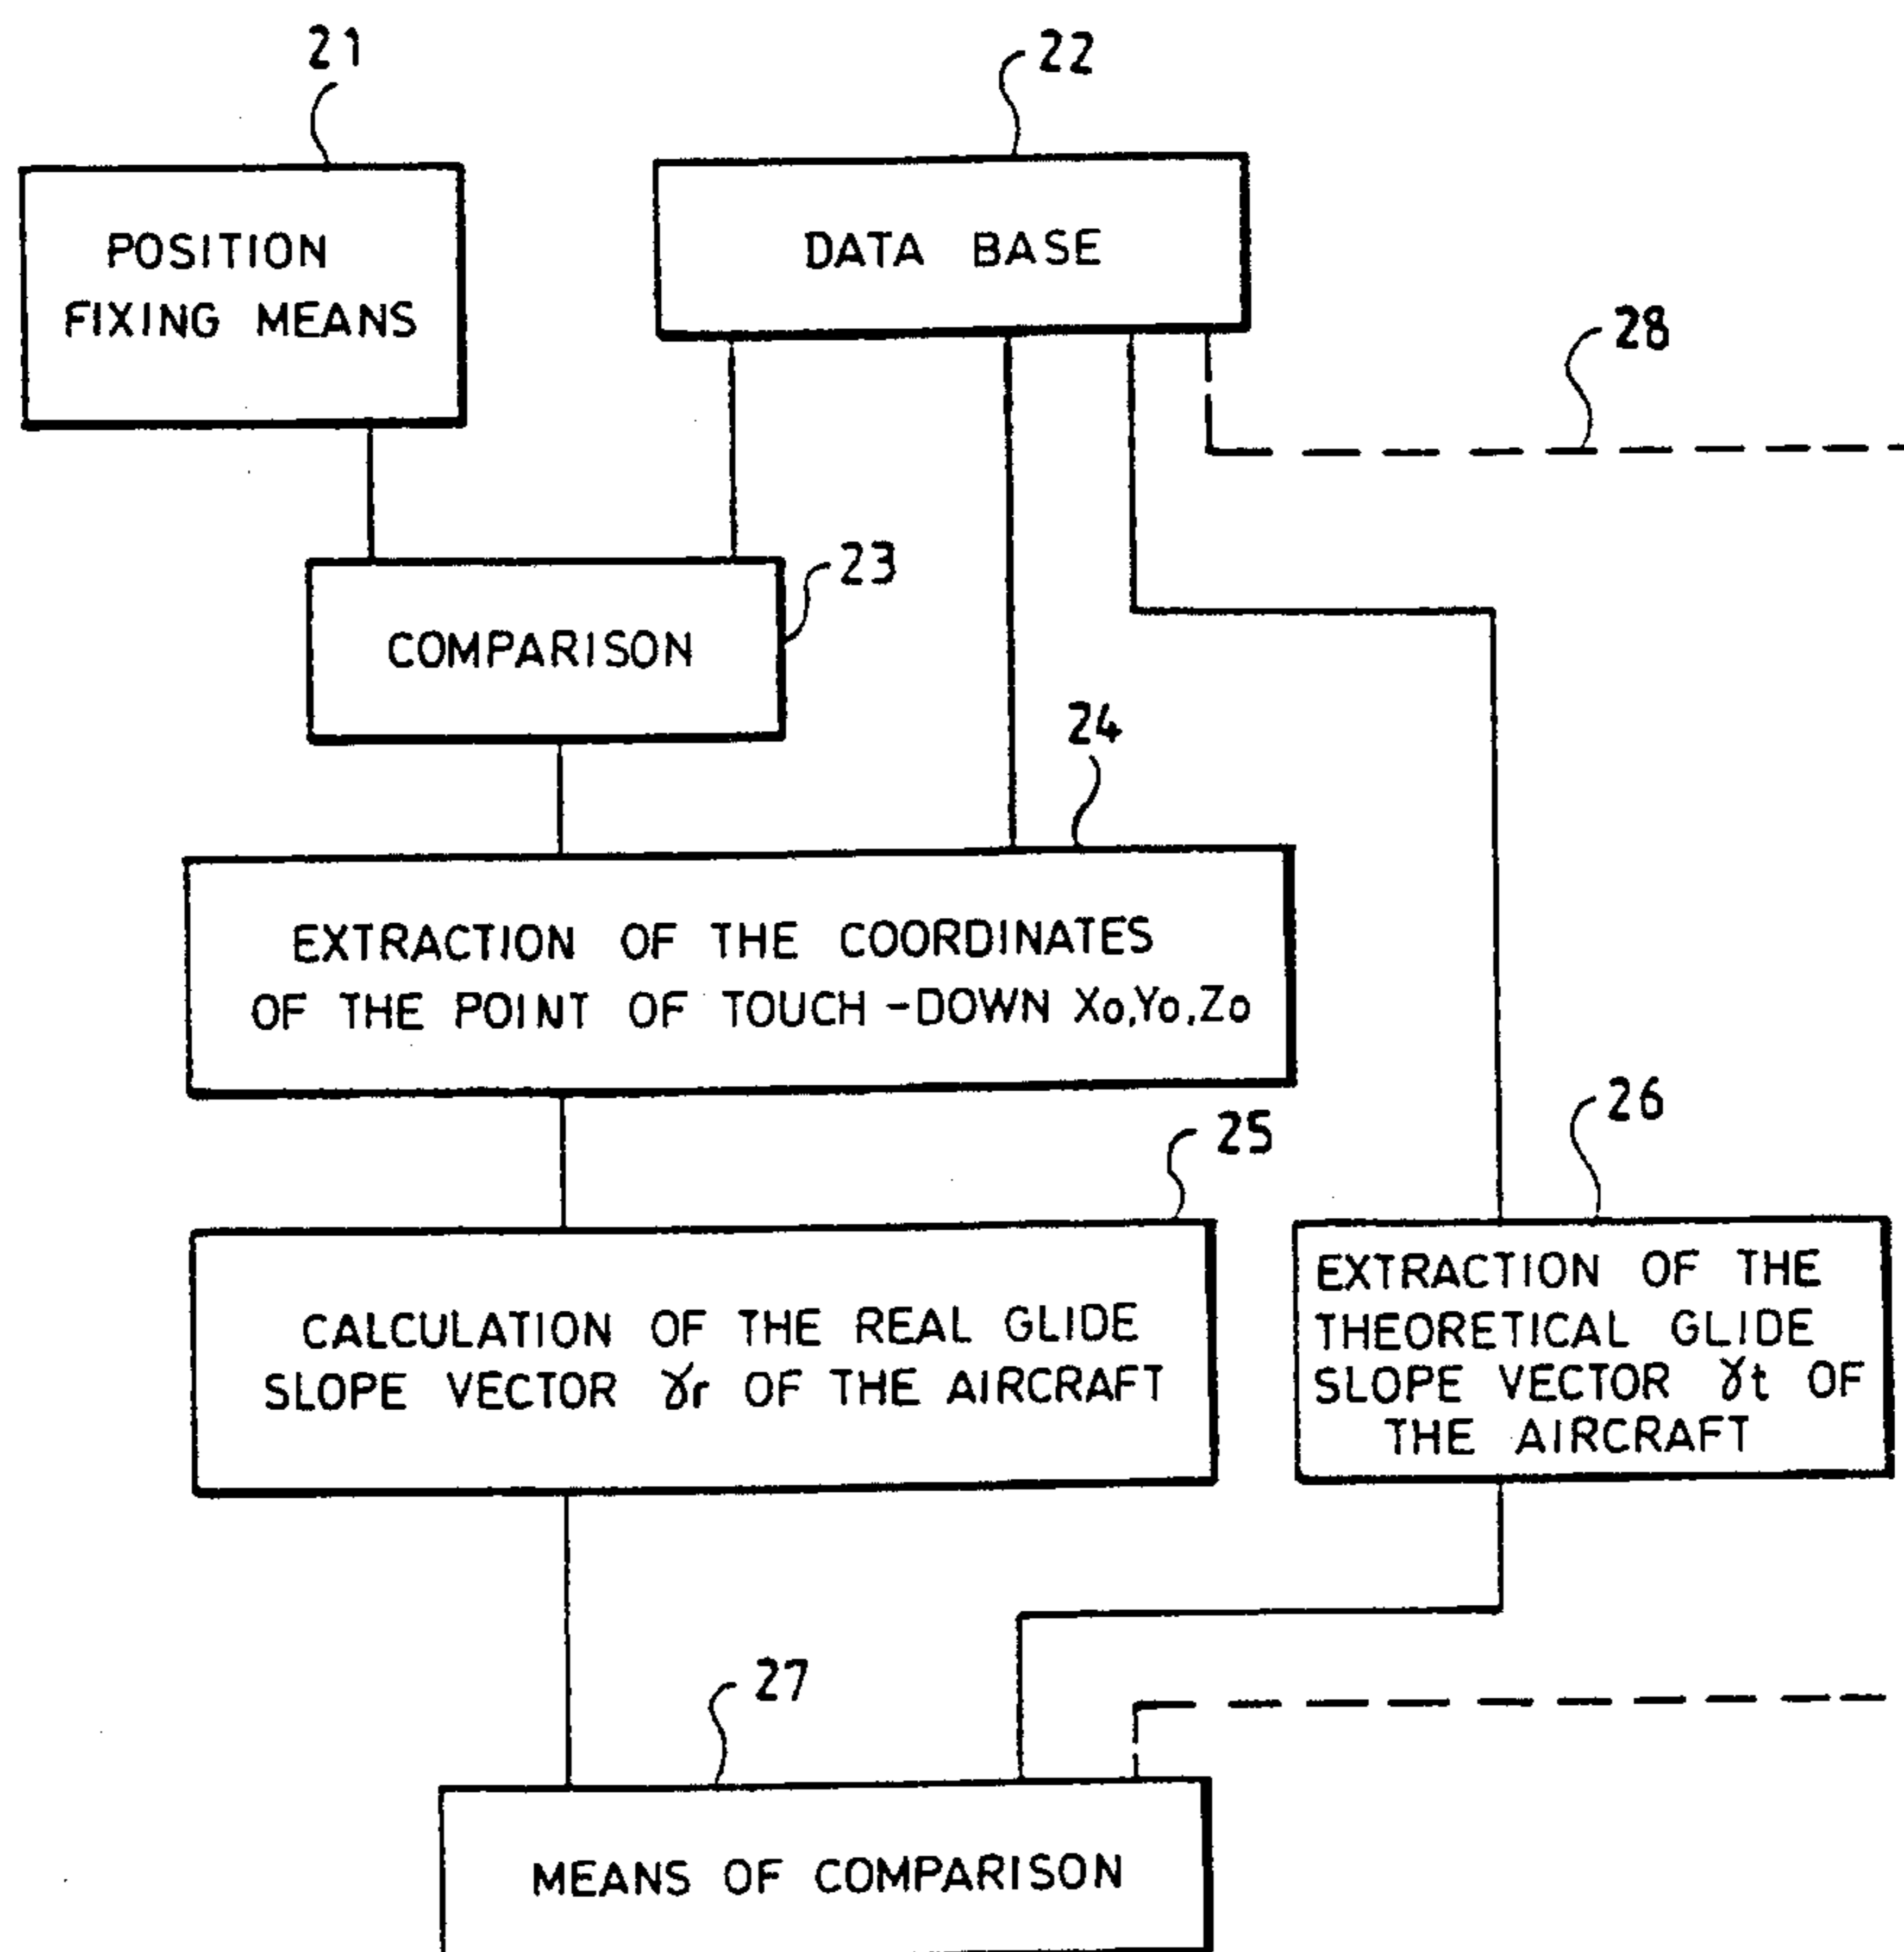 21
22
POSITION
FIXING MEANS
DATA BASE
28
23
COMPARISON
24
EXTRACTION OF THE COORDINATES
OF THE POINT OF TOUCH-DOWN Xo,Yo,Zo
25
26
CALCULATION OF THE REAL GLIDE
SLOPE VECTOR γr OF THE AIRCRAFT
EXTRACTION OF THE
THEORETICAL GLIDE
SLOPE VECTOR γt OF
THE AIRCRAFT
27
MEANS OF COMPARISON